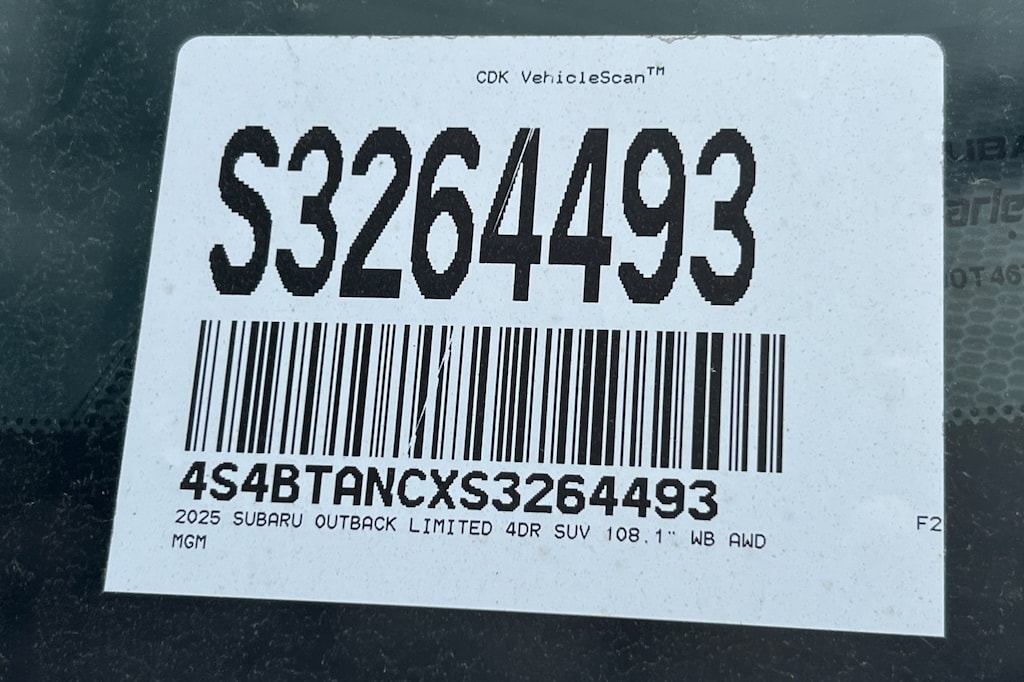 CDK VehicleScan™
S3264493
4S4BTANCXS3264493
2025 SUBARU OUTBACK LIMITED 4DR SUV 108.1" WB AWD
MGM
F2